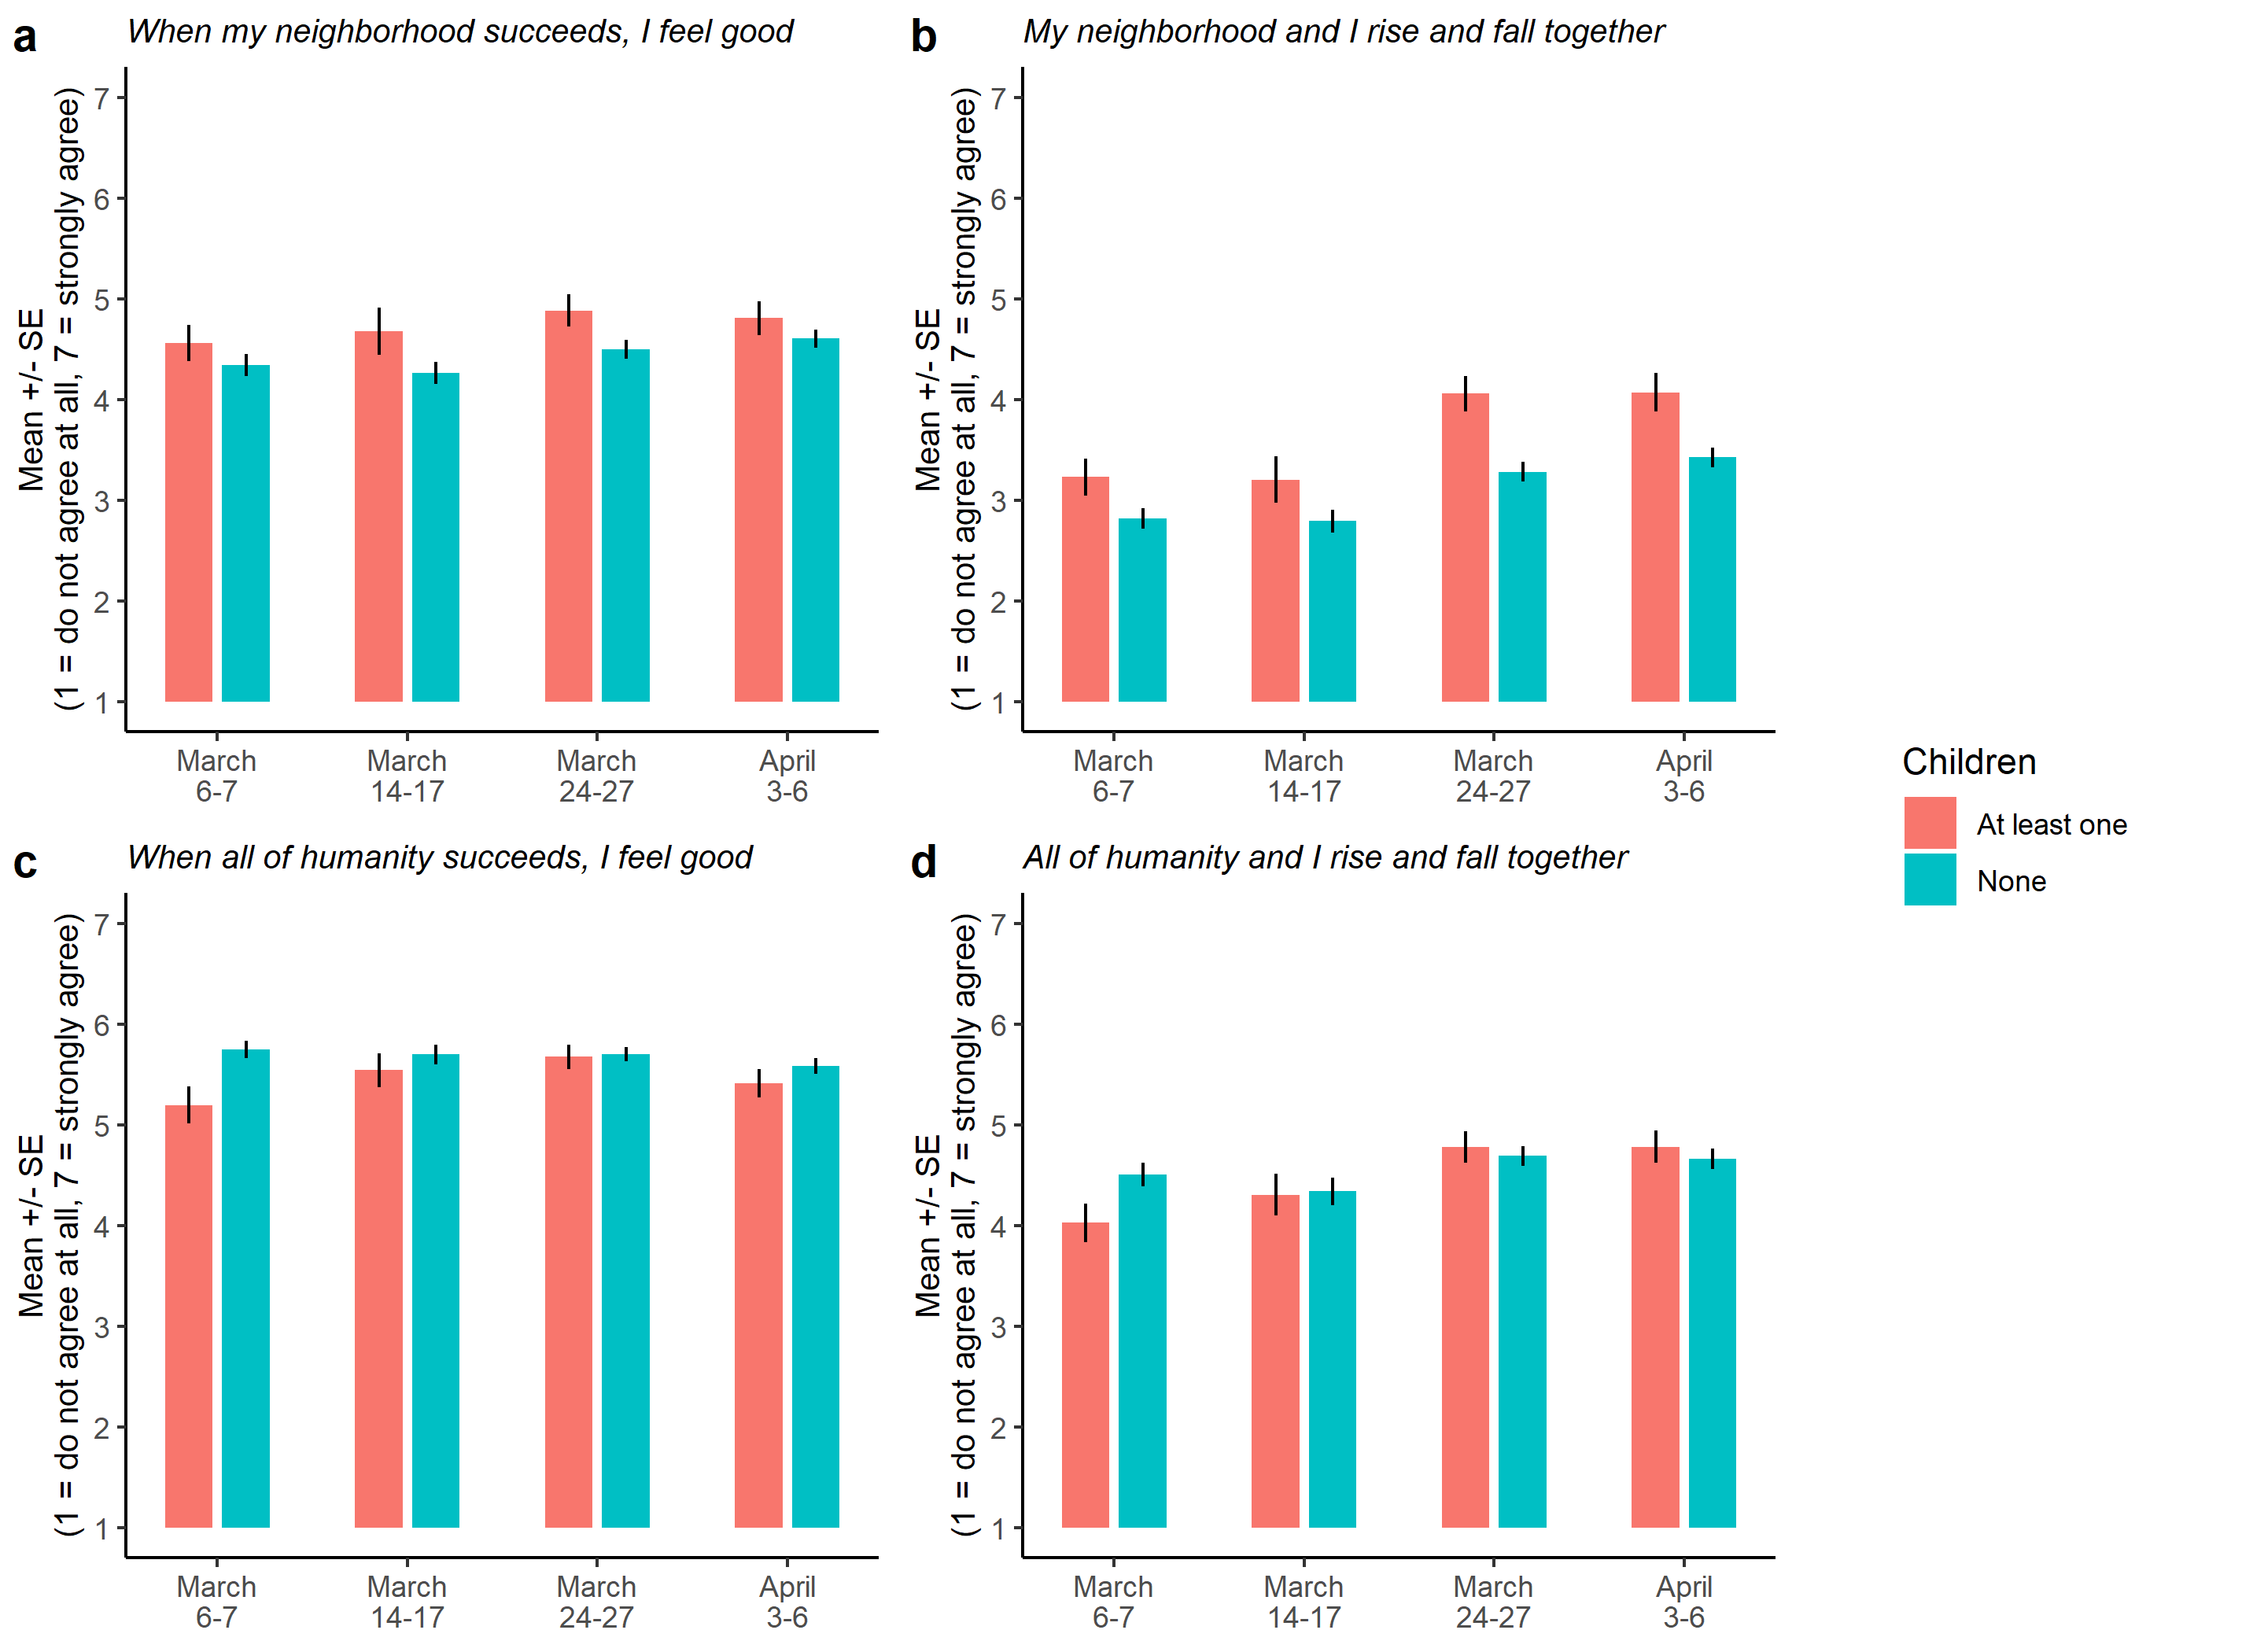 a
When my neighborhood succeeds, I feel good
Mean +/- SE
(1 = do not agree at all, 7 = strongly agree)
7
6
5
4
3
2
1
March
6-7
March
14-17
March
24-27
April
3-6
b
My neighborhood and I rise and fall together
Mean +/- SE
(1 = do not agree at all, 7 = strongly agree)
7
6
5
4
3
2
1
March
6-7
March
14-17
March
24-27
April
3-6
c
When all of humanity succeeds, I feel good
Mean +/- SE
(1 = do not agree at all, 7 = strongly agree)
7
6
5
4
3
2
1
March
6-7
March
14-17
March
24-27
April
3-6
d
All of humanity and I rise and fall together
Mean +/- SE
(1 = do not agree at all, 7 = strongly agree)
7
6
5
4
3
2
1
March
6-7
March
14-17
March
24-27
April
3-6
Children
At least one
None